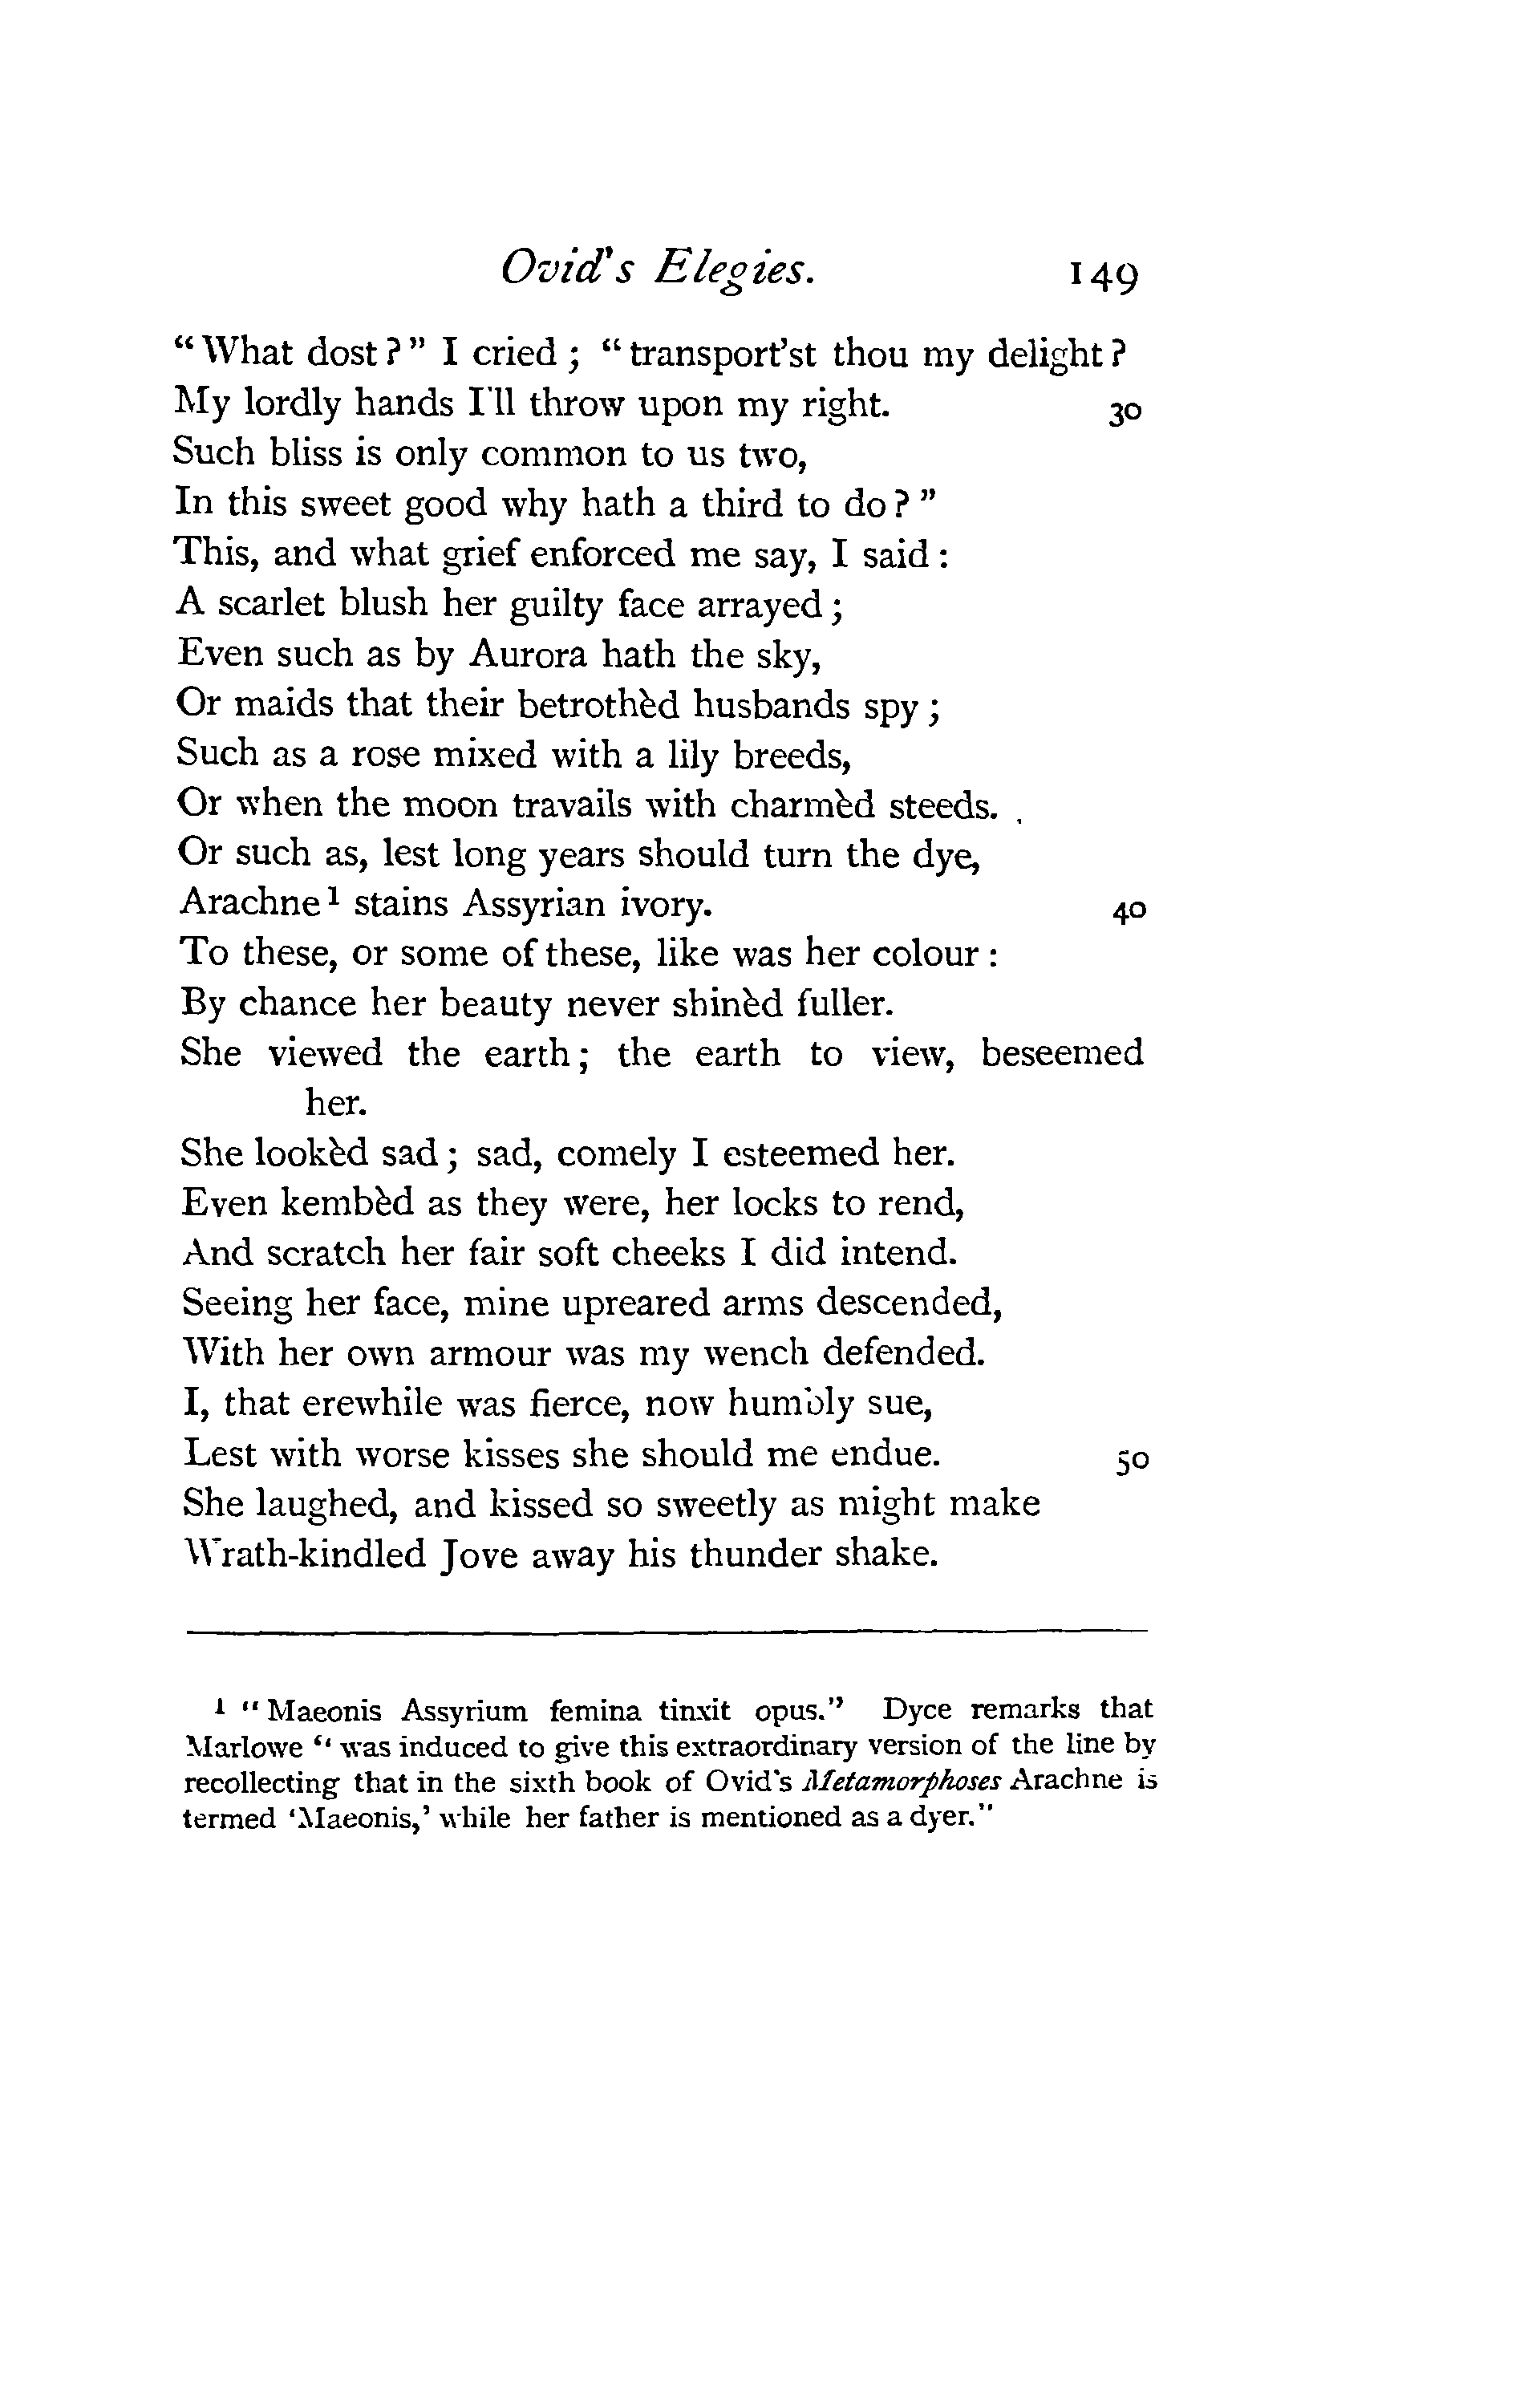 Ovid's Elegies. 149
“What dost?” I cried; “transport'st thou my delight?
My lordly hands I'll throw upon my right. 30
Such bliss is only common to us two,
In this sweet good why hath a third to do?”
This, and what grief enforced me say, I said:
A scarlet blush her guilty face arrayed;
Even such as by Aurora hath the sky,
Or maids that their betrothèd husbands spy;
Such as a rose mixed with a lily breeds,
Or when the moon travails with charmèd steeds.
Or such as, lest long years should turn the dye,
Arachne¹ stains Assyrian ivory. 40
To these, or some of these, like was her colour:
By chance her beauty never shinèd fuller.
She viewed the earth; the earth to view, beseemed
her.
She lookèd sad; sad, comely I esteemed her.
Even kembèd as they were, her locks to rend,
And scratch her fair soft cheeks I did intend.
Seeing her face, mine upreared arms descended,
With her own armour was my wench defended.
I, that erewhile was fierce, now humbly sue,
Lest with worse kisses she should me endue. 50
She laughed, and kissed so sweetly as might make
Wrath-kindled Jove away his thunder shake.
¹ “Maeonis Assyrium femina tinxit opus.” Dyce remarks that
Marlowe “was induced to give this extraordinary version of the line by
recollecting that in the sixth book of Ovid's Metamorphoses Arachne is
termed ‘Maeonis,’ while her father is mentioned as a dyer.”